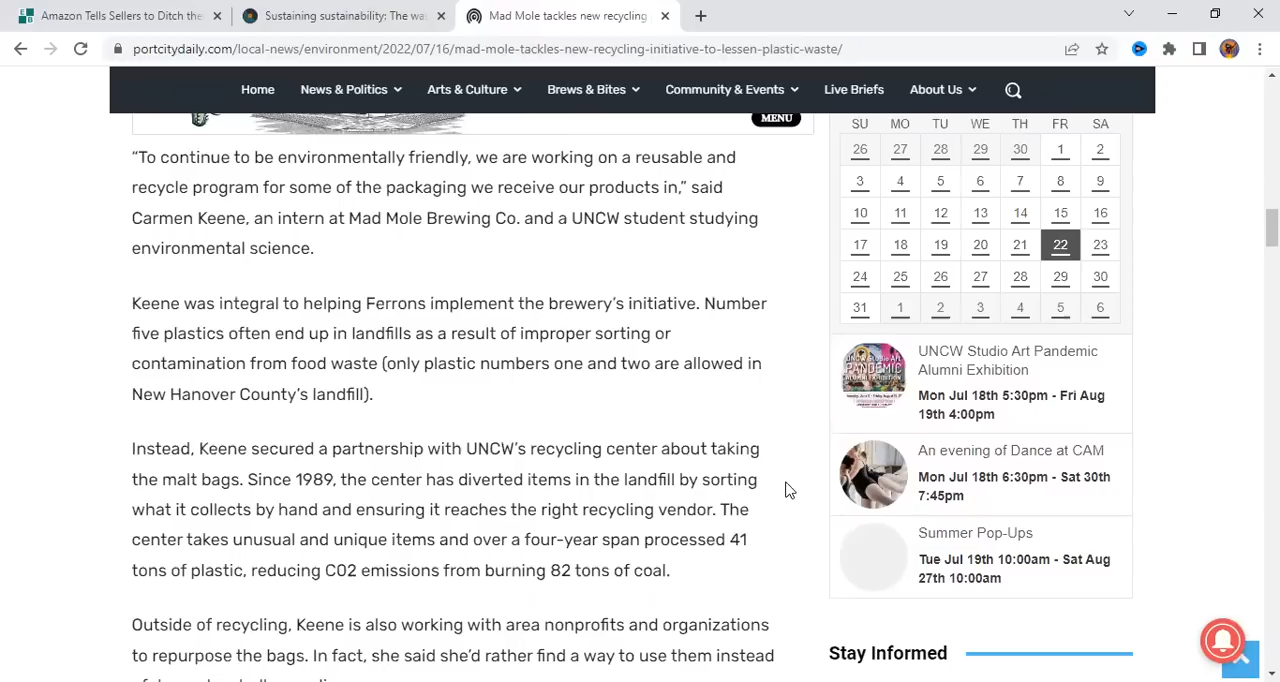 Amazon Tells Sellers to Ditch the
Sustaining sustainability: The was
Mad Mole tackles new recycling
portcitydaily.com/local-news/environment/2022/07/16/mad-mole-tackles-new-recycling-initiative-to-lessen-plastic-waste/
Home News & Politics Arts & Culture Brews & Bites Community & Events Live Briefs About Us
MENU
“To continue to be environmentally friendly, we are working on a reusable and
recycle program for some of the packaging we receive our products in,” said
Carmen Keene, an intern at Mad Mole Brewing Co. and a UNCW student studying
environmental science.
Keene was integral to helping Ferrons implement the brewery’s initiative. Number
five plastics often end up in landfills as a result of improper sorting or
contamination from food waste (only plastic numbers one and two are allowed in
New Hanover County’s landfill).
Instead, Keene secured a partnership with UNCW’s recycling center about taking
the malt bags. Since 1989, the center has diverted items in the landfill by sorting
what it collects by hand and ensuring it reaches the right recycling vendor. The
center takes unusual and unique items and over a four-year span processed 41
tons of plastic, reducing C02 emissions from burning 82 tons of coal.
Outside of recycling, Keene is also working with area nonprofits and organizations
to repurpose the bags. In fact, she said she’d rather find a way to use them instead
SU MO TU WE TH FR SA
26 27 28 29 30 1 2
3 4 5 6 7 8 9
10 11 12 13 14 15 16
17 18 19 20 21 22 23
24 25 26 27 28 29 30
31 1 2 3 4 5 6
UNCW Studio Art
PANDEMIC
UNCW Studio Art Pandemic
Alumni Exhibition
Mon Jul 18th 5:30pm - Fri Aug
19th 4:00pm
An evening of Dance at CAM
Mon Jul 18th 6:30pm - Sat 30th
7:45pm
Summer Pop-Ups
Tue Jul 19th 10:00am - Sat Aug
27th 10:00am
Stay Informed